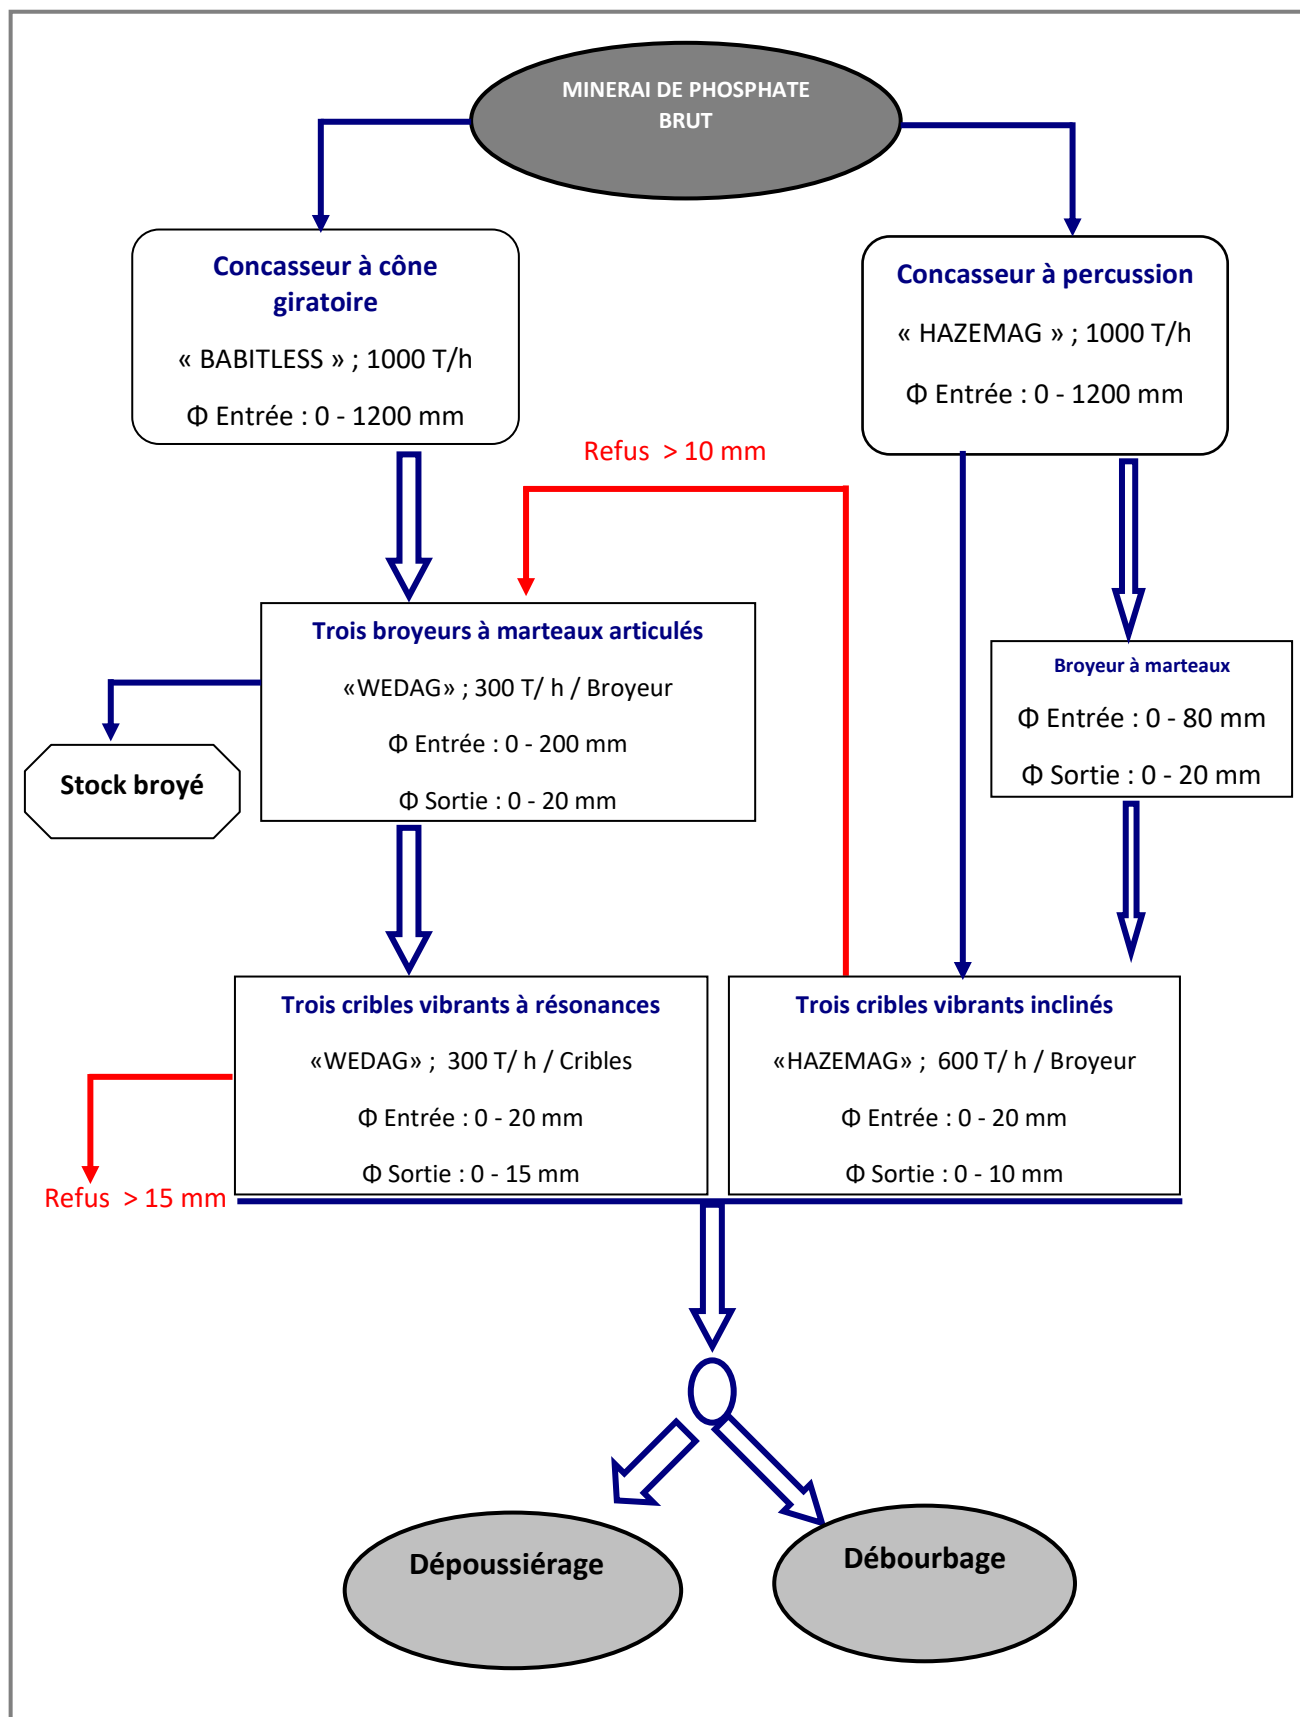 MINERAI DE PHOSPHATE
BRUT
Concasseur à cône
giratoire
« BABITLESS » ; 1000 T/h
Φ Entrée : 0 - 1200 mm
Concasseur à percussion
« HAZEMAG » ; 1000 T/h
Φ Entrée : 0 - 1200 mm
Refus > 10 mm
Trois broyeurs à marteaux articulés
«WEDAG» ; 300 T/ h / Broyeur
Φ Entrée : 0 - 200 mm
Φ Sortie : 0 - 20 mm
Broyeur à marteaux
Φ Entrée : 0 - 80 mm
Φ Sortie : 0 - 20 mm
Stock broyé
Trois cribles vibrants à résonances
«WEDAG» ; 300 T/ h / Cribles
Φ Entrée : 0 - 20 mm
Φ Sortie : 0 - 15 mm
Trois cribles vibrants inclinés
«HAZEMAG» ; 600 T/ h / Broyeur
Φ Entrée : 0 - 20 mm
Φ Sortie : 0 - 10 mm
Refus > 15 mm
Dépoussiérage
Débourbage